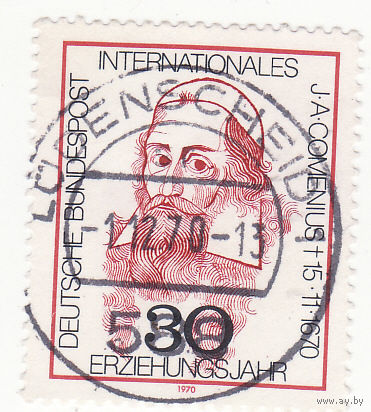 INTERNATIONALES
J·A·COMENIUS † 15·11·1670
DEUTSCHE BUNDESPOST
30
ERZIEHUNGSJAHR
1970
LÜDENSCHEID 1
-1.12.70-13
588
www.ay.by